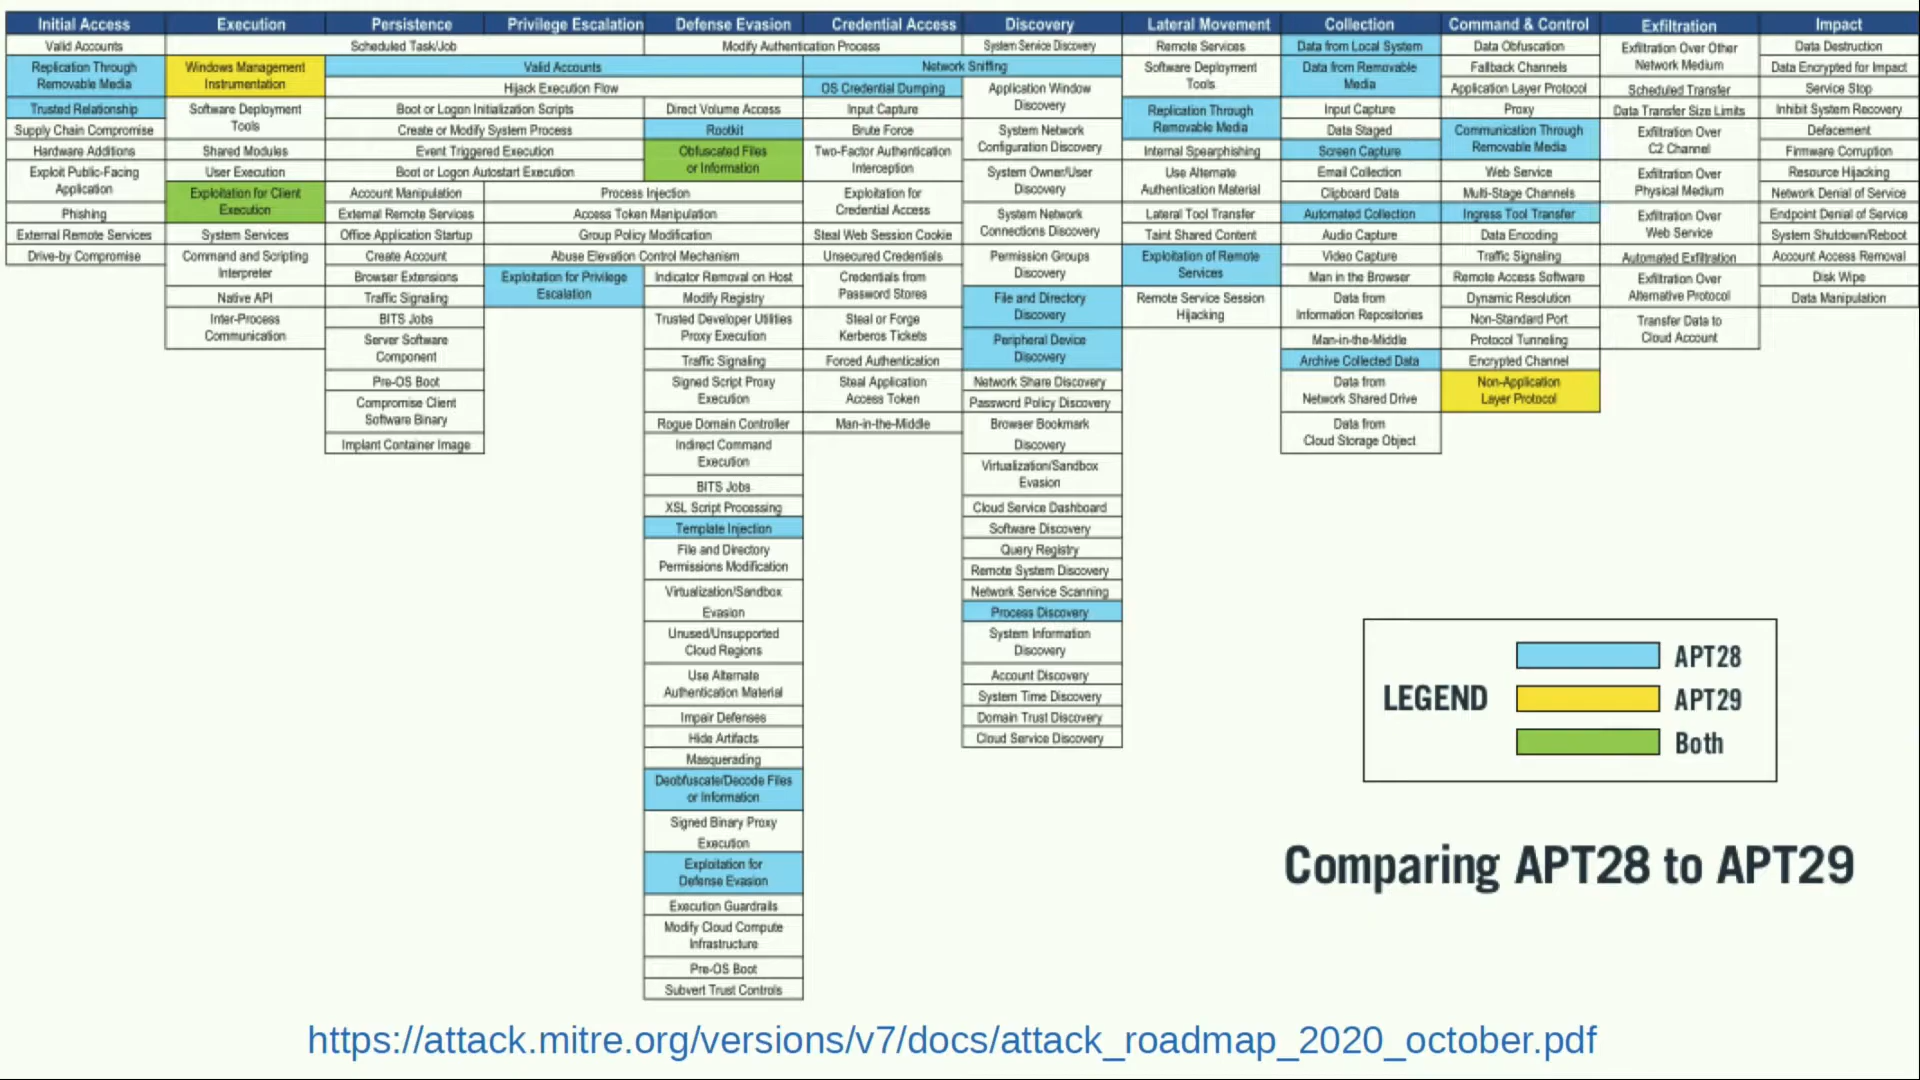 Initial Access
Execution
Persistence
Privilege Escalation
Defense Evasion
Credential Access
Discovery
Lateral Movement
Collection
Command & Control
Exfiltration
Impact
Valid Accounts
Replication Through
Removable Media
Trusted Relationship
Supply Chain Compromise
Hardware Additions
Exploit Public-Facing
Application
Phishing
External Remote Services
Drive-by Compromise
Scheduled Task/Job
Windows Management
Instrumentation
Software Deployment
Tools
Shared Modules
User Execution
Exploitation for Client
Execution
System Services
Command and Scripting
Interpreter
Native API
Inter-Process
Communication
Valid Accounts
Hijack Execution Flow
Boot or Logon Initialization Scripts
Create or Modify System Process
Event Triggered Execution
Boot or Logon Autostart Execution
Account Manipulation
External Remote Services
Office Application Startup
Create Account
Browser Extensions
Traffic Signaling
BITS Jobs
Server Software
Component
Pre-OS Boot
Compromise Client
Software Binary
Implant Container Image
Process Injection
Access Token Manipulation
Group Policy Modification
Abuse Elevation Control Mechanism
Exploitation for Privilege
Escalation
Modify Authentication Process
Direct Volume Access
Rootkit
Obfuscated Files
or Information
Indicator Removal on Host
Modify Registry
Trusted Developer Utilities
Proxy Execution
Traffic Signaling
Signed Script Proxy
Execution
Rogue Domain Controller
Indirect Command
Execution
BITS Jobs
XSL Script Processing
Template Injection
File and Directory
Permissions Modification
Virtualization/Sandbox
Evasion
Unused/Unsupported
Cloud Regions
Use Alternate
Authentication Material
Impair Defenses
Hide Artifacts
Masquerading
Deobfuscate/Decode Files
or Information
Signed Binary Proxy
Execution
Exploitation for
Defense Evasion
Execution Guardrails
Modify Cloud Compute
Infrastructure
Pre-OS Boot
Subvert Trust Controls
Network Sniffing
OS Credential Dumping
Input Capture
Brute Force
Two-Factor Authentication
Interception
Exploitation for
Credential Access
Steal Web Session Cookie
Unsecured Credentials
Credentials from
Password Stores
Steal or Forge
Kerberos Tickets
Forced Authentication
Steal Application
Access Token
Man-in-the-Middle
System Service Discovery
Application Window
Discovery
System Network
Configuration Discovery
System Owner/User
Discovery
System Network
Connections Discovery
Permission Groups
Discovery
File and Directory
Discovery
Peripheral Device
Discovery
Network Share Discovery
Password Policy Discovery
Browser Bookmark
Discovery
Virtualization/Sandbox
Evasion
Cloud Service Dashboard
Software Discovery
Query Registry
Remote System Discovery
Network Service Scanning
Process Discovery
System Information
Discovery
Account Discovery
System Time Discovery
Domain Trust Discovery
Cloud Service Discovery
Remote Services
Software Deployment
Tools
Replication Through
Removable Media
Internal Spearphishing
Use Alternate
Authentication Material
Lateral Tool Transfer
Taint Shared Content
Exploitation of Remote
Services
Remote Service Session
Hijacking
Data from Local System
Data from Removable
Media
Input Capture
Data Staged
Screen Capture
Email Collection
Clipboard Data
Automated Collection
Audio Capture
Video Capture
Man in the Browser
Data from
Information Repositories
Man-in-the-Middle
Archive Collected Data
Data from
Network Shared Drive
Data from
Cloud Storage Object
Data Obfuscation
Fallback Channels
Application Layer Protocol
Proxy
Communication Through
Removable Media
Web Service
Multi-Stage Channels
Ingress Tool Transfer
Data Encoding
Traffic Signaling
Remote Access Software
Dynamic Resolution
Non-Standard Port
Protocol Tunneling
Encrypted Channel
Non-Application
Layer Protocol
Exfiltration Over Other
Network Medium
Scheduled Transfer
Data Transfer Size Limits
Exfiltration Over
C2 Channel
Exfiltration Over
Physical Medium
Exfiltration Over
Web Service
Automated Exfiltration
Exfiltration Over
Alternative Protocol
Transfer Data to
Cloud Account
Data Destruction
Data Encrypted for Impact
Service Stop
Inhibit System Recovery
Defacement
Firmware Corruption
Resource Hijacking
Network Denial of Service
Endpoint Denial of Service
System Shutdown/Reboot
Account Access Removal
Disk Wipe
Data Manipulation
LEGEND
APT28
APT29
Both
Comparing APT28 to APT29
https://attack.mitre.org/versions/v7/docs/attack_roadmap_2020_october.pdf